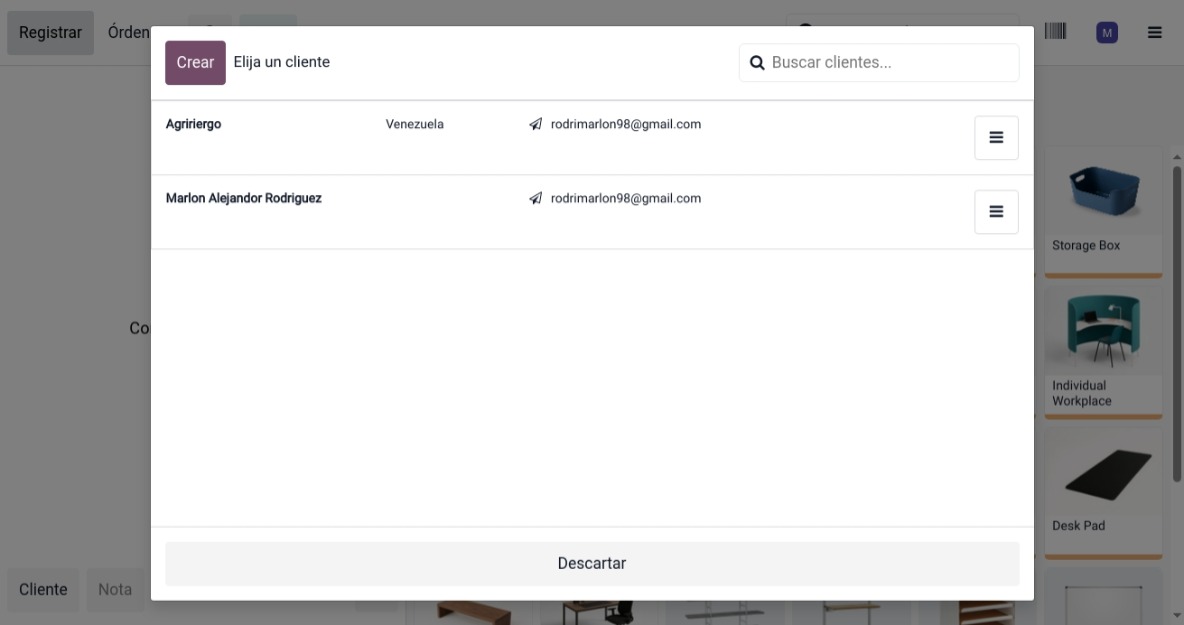 Registrar
Órden
M
Crear
Elija un cliente
Buscar clientes...
Agririergo
Venezuela
rodrimarlon98@gmail.com
Marlon Alejandor Rodriguez
rodrimarlon98@gmail.com
Storage Box
Co
Individual
Workplace
Desk Pad
Descartar
Cliente
Nota